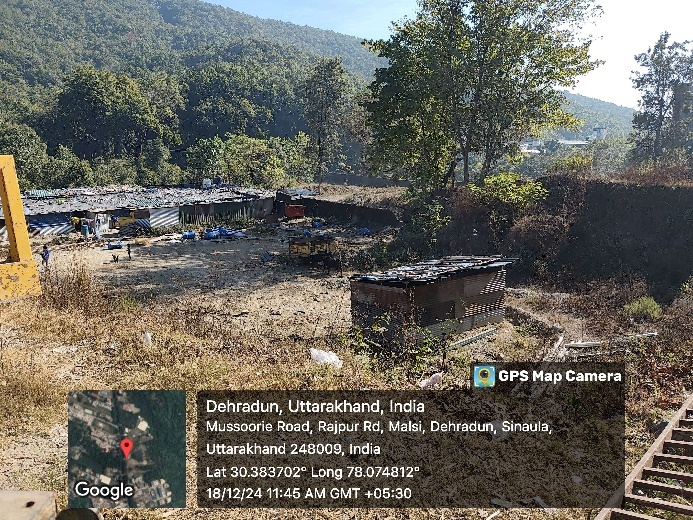 GPS Map Camera
Dehradun, Uttarakhand, India
Mussoorie Road, Rajpur Rd, Malsi, Dehradun, Sinaula,
Uttarakhand 248009, India
Lat 30.383702° Long 78.074812°
18/12/24 11:45 AM GMT +05:30
Google